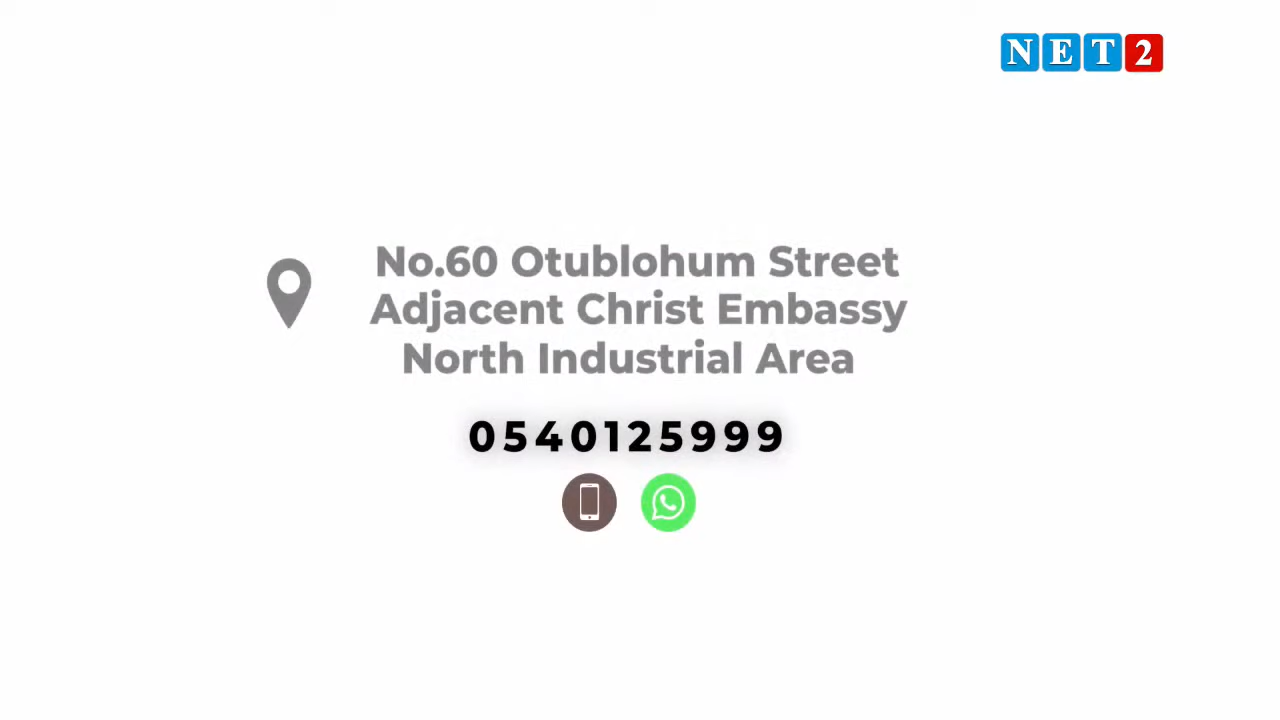 NET2
No.60 Otublohum Street
Adjacent Christ Embassy
North Industrial Area
0540125999